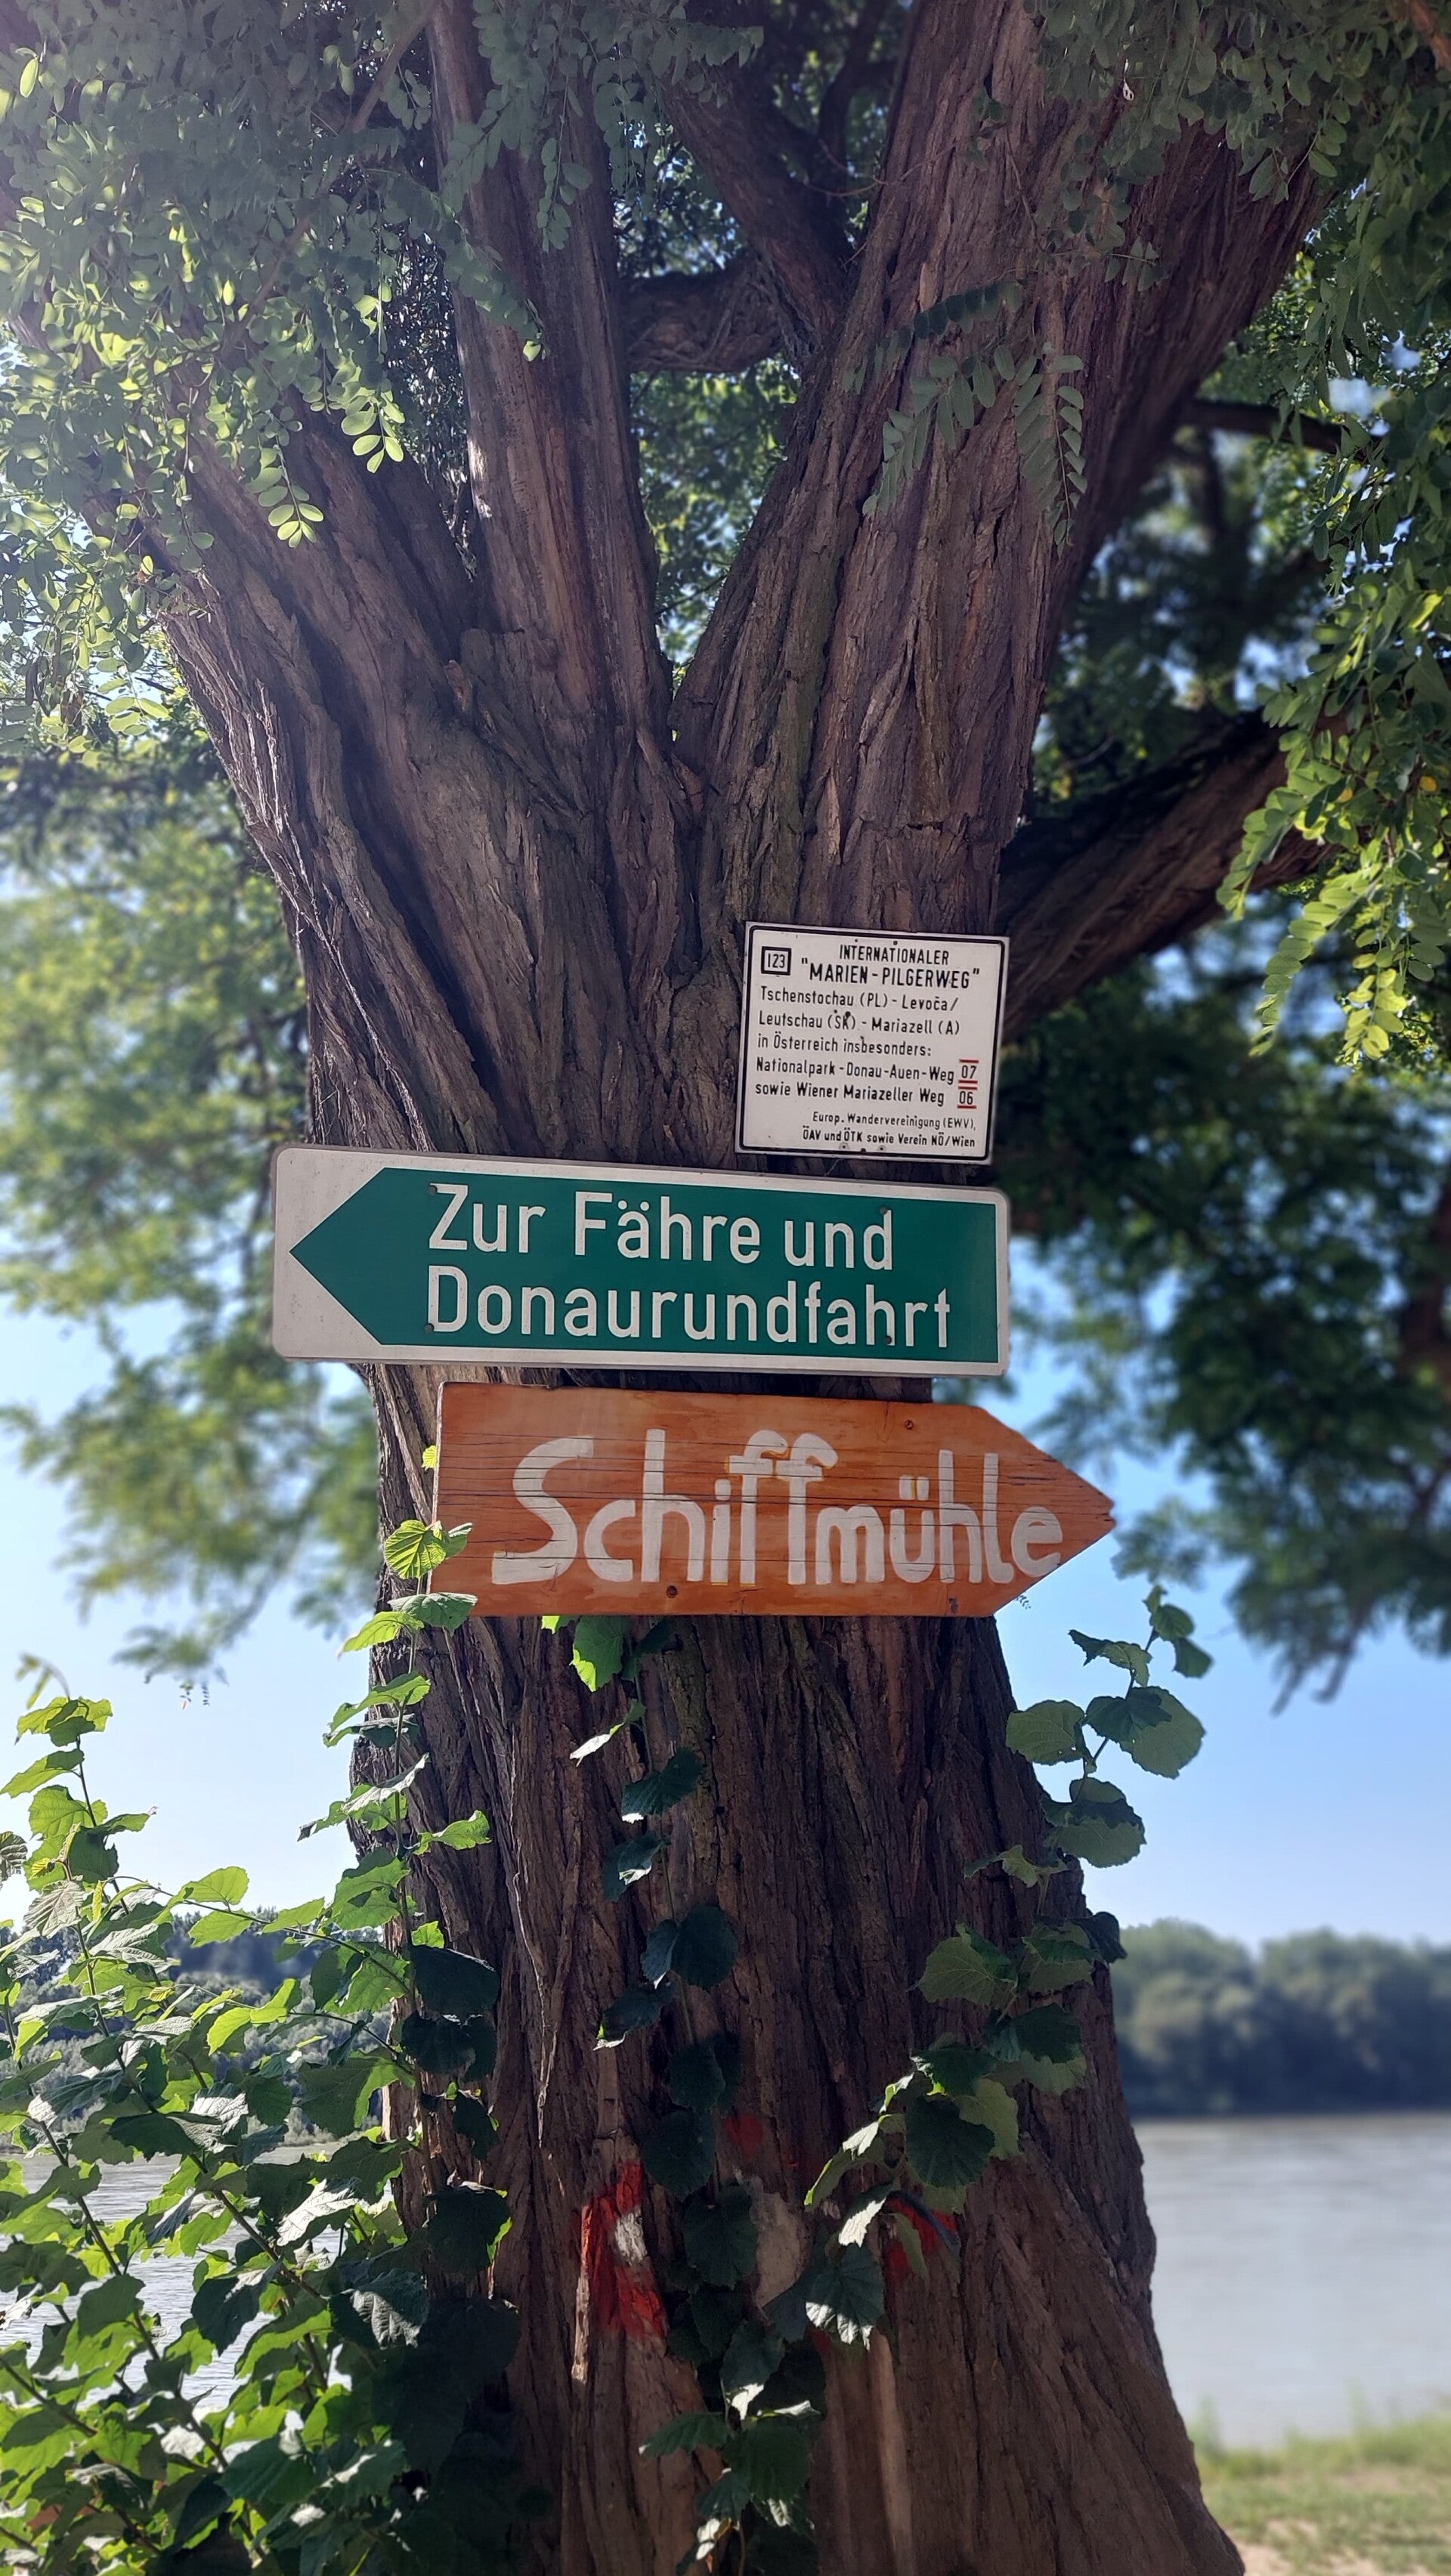 123 INTERNATIONALER
"MARIEN-PILGERWEG"
Tschenstochau (PL) - Levoča/
Leutschau (SK) - Mariazell (A)
in Österreich insbesonders:
Nationalpark-Donau-Auen-Weg 07
sowie Wiener Mariazeller Weg 06
Europ. Wandervereinigung (EWV),
ÖAV und ÖTK sowie Verein NÖ/Wien
Zur Fähre und
Donaurundfahrt
Schiffmühle